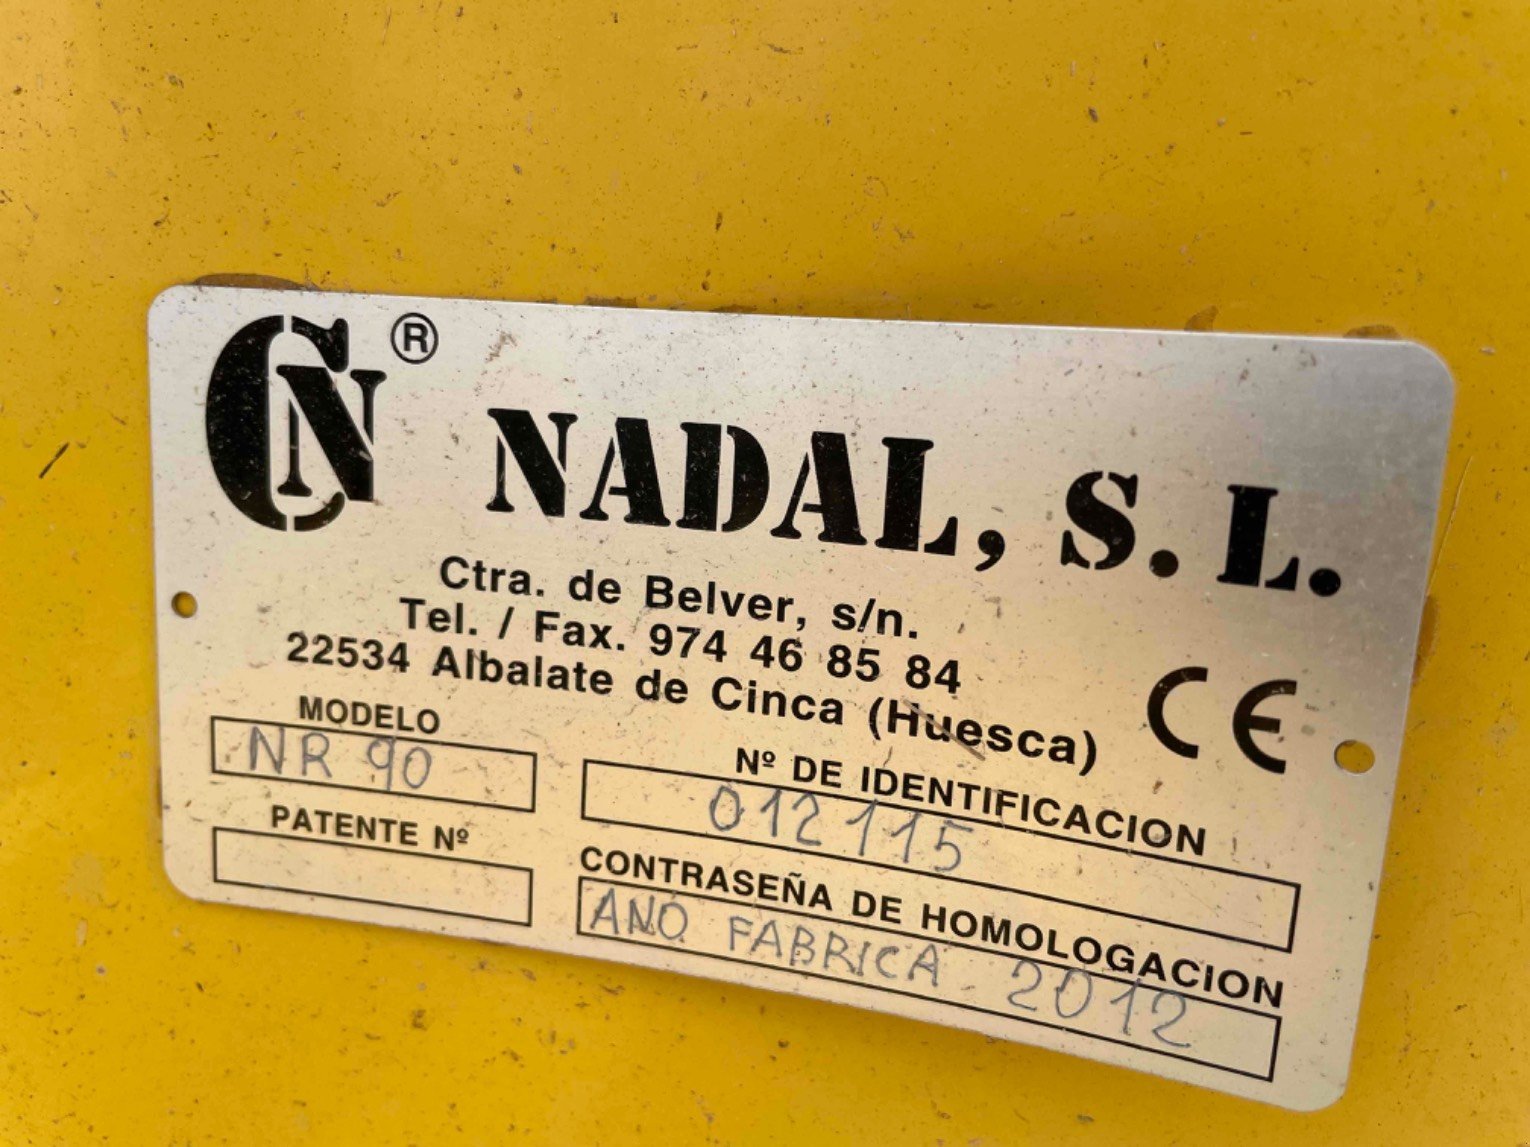 CN ®
NADAL, S. L.
Ctra. de Belver, s/n.
Tel. / Fax. 974 46 85 84
22534 Albalate de Cinca (Huesca)
CE
MODELO
NR 90
Nº DE IDENTIFICACION
012115
PATENTE Nº
CONTRASEÑA DE HOMOLOGACION
ANO FABRICA 2012